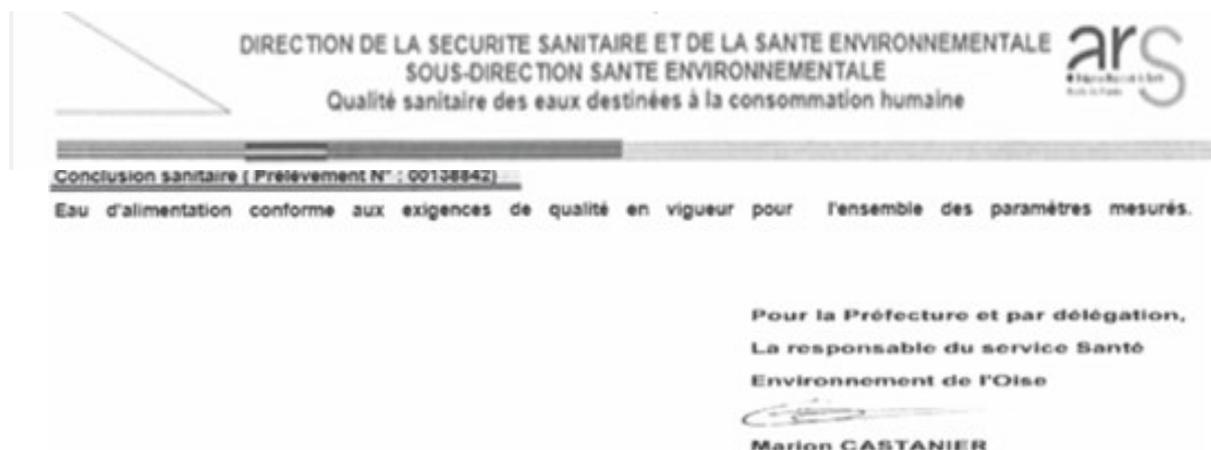 DIRECTION DE LA SECURITE SANITAIRE ET DE LA SANTE ENVIRONNEMENTALE
SOUS-DIRECTION SANTE ENVIRONNEMENTALE
Qualité sanitaire des eaux destinées à la consommation humaine
ars
Conclusion sanitaire ( Prélèvement N° : 00138842)
Eau d'alimentation conforme aux exigences de qualité en vigueur pour l'ensemble des paramètres mesurés.
Pour la Préfecture et par délégation,
La responsable du service Santé
Environnement de l'Oise
Marion CASTANIER